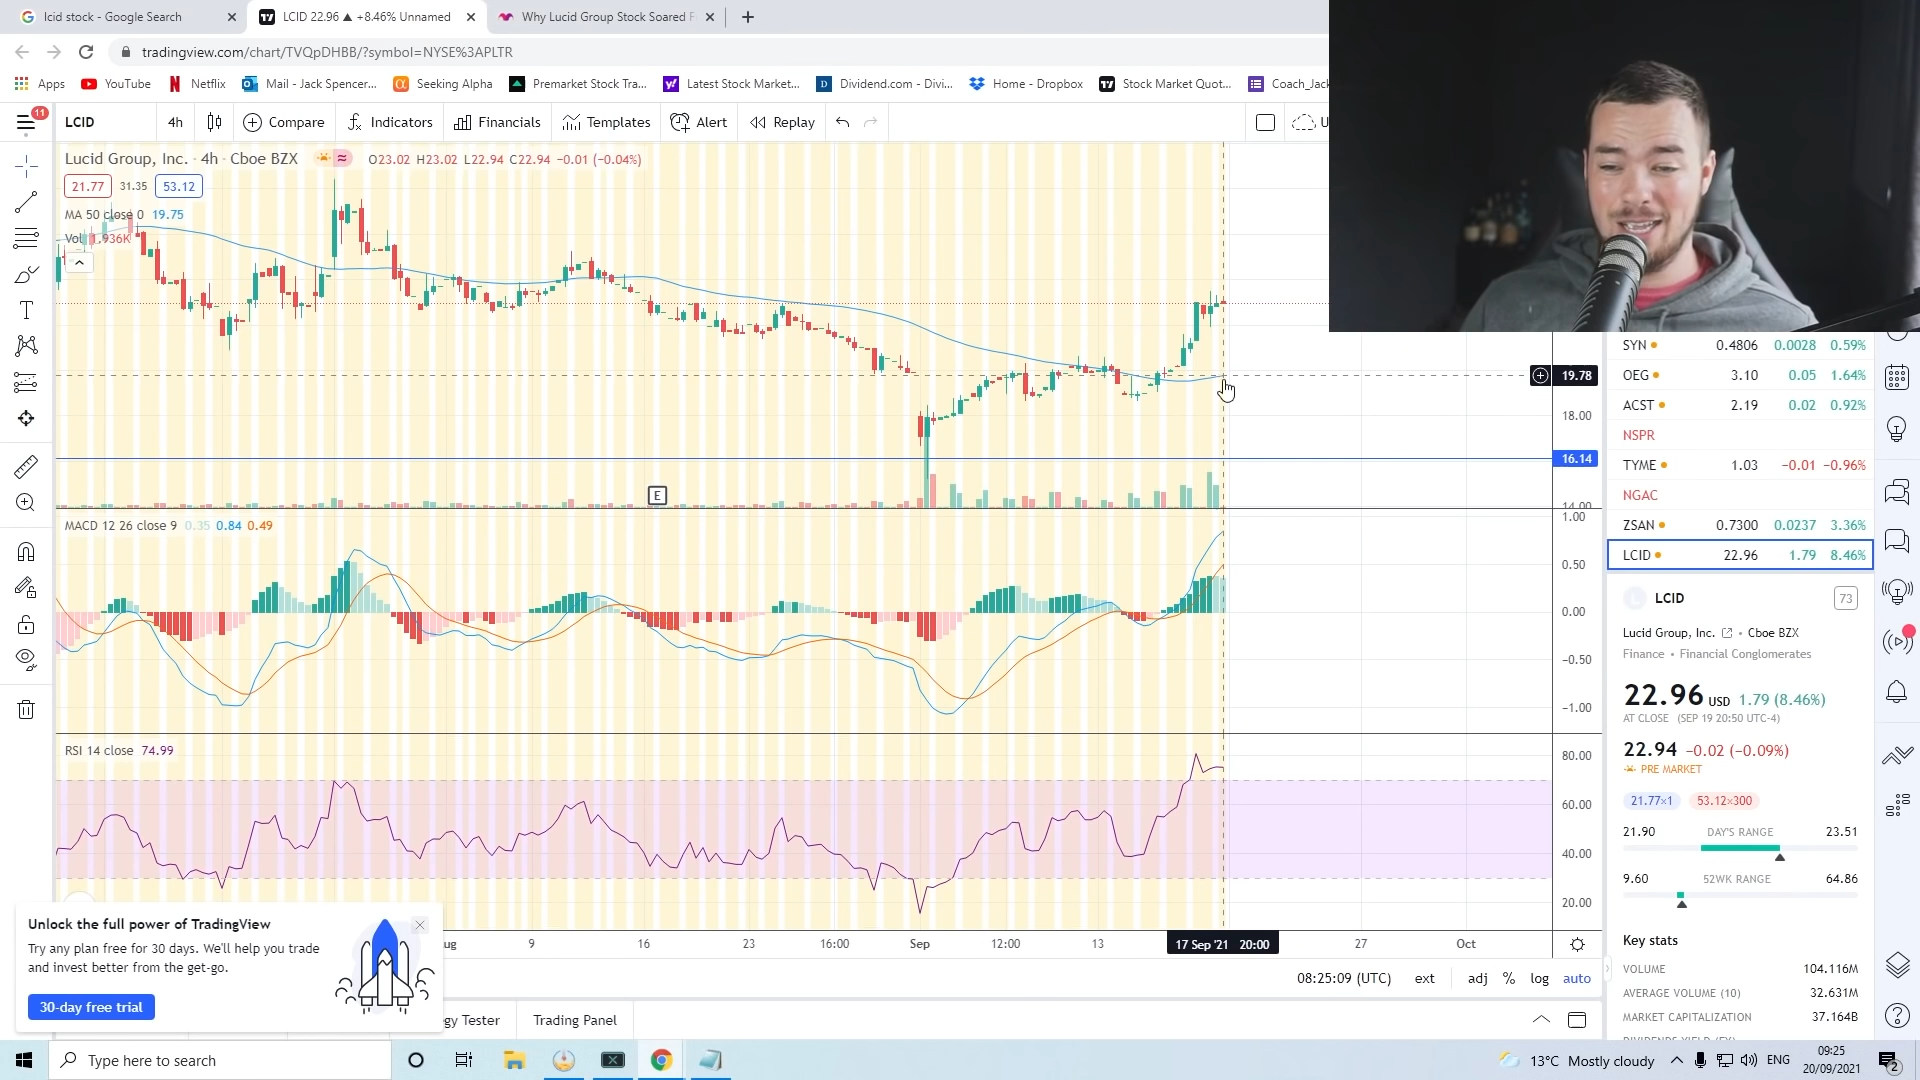 lcid stock - Google Search
LCID 22.96 ▲ +8.46% Unnamed
Why Lucid Group Stock Soared F
tradingview.com/chart/TVQpDHBB/?symbol=NYSE%3APLTR
Apps
YouTube
Netflix
Mail - Jack Spencer...
Seeking Alpha
Premarket Stock Tra...
Latest Stock Market...
Dividend.com - Divi...
Home - Dropbox
Stock Market Quot...
Coach_Jack
11
LCID
4h
Compare
Indicators
Financials
Templates
Alert
Replay
U
Lucid Group, Inc. · 4h · Cboe BZX
O23.02 H23.02 L22.94 C22.94 −0.01 (−0.04%)
21.77
31.35
53.12
MA 50 close 0 19.75
Vol 1.936K
E
19.78
18.00
16.14
14.00
MACD 12 26 close 9 0.35 0.84 0.49
1.00
0.50
0.00
−0.50
−1.00
RSI 14 close 74.99
80.00
60.00
40.00
20.00
ug
9
16
23
16:00
Sep
12:00
13
17 Sep '21 20:00
27
Oct
08:25:09 (UTC)
ext
adj
%
log
auto
gy Tester
Trading Panel
Unlock the full power of TradingView
Try any plan free for 30 days. We'll help you trade
and invest better from the get-go.
30-day free trial
SYN 0.4806 0.0028 0.59%
OEG 3.10 0.05 1.64%
ACST 2.19 0.02 0.92%
NSPR
TYME 1.03 −0.01 −0.96%
NGAC
ZSAN 0.7300 0.0237 3.36%
LCID 22.96 1.79 8.46%
L LCID
73
Lucid Group, Inc. • Cboe BZX
Finance • Financial Conglomerates
22.96 USD 1.79 (8.46%)
AT CLOSE (SEP 19 20:50 UTC-4)
22.94 −0.02 (−0.09%)
PRE MARKET
21.77×1 53.12×300
21.90 DAY'S RANGE 23.51
9.60 52WK RANGE 64.86
Key stats
VOLUME 104.116M
AVERAGE VOLUME (10) 32.631M
MARKET CAPITALIZATION 37.164B
Type here to search
13°C Mostly cloudy
ENG
09:25
20/09/2021
2